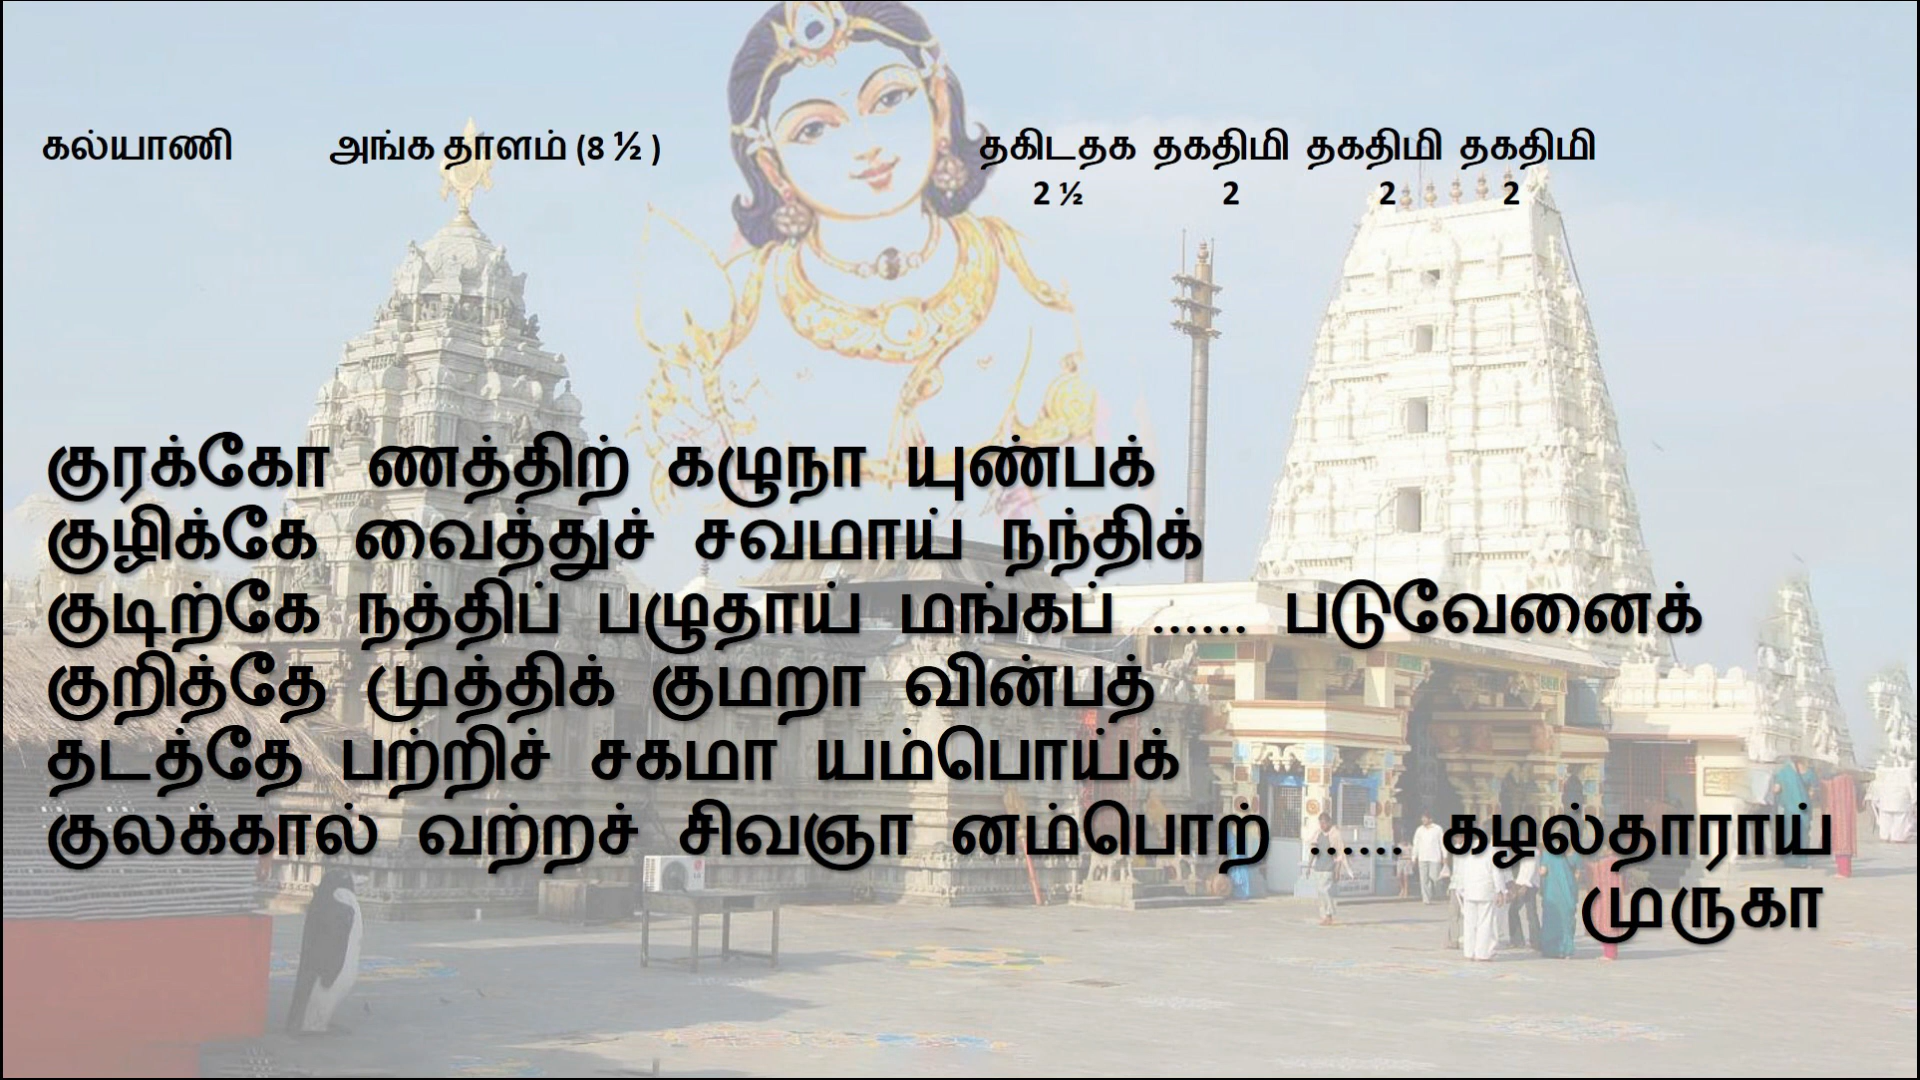 கல்யாணி அங்க தாளம் (8 ½ ) தகிடதக தகதிமி தகதிமி தகதிமி
2 ½ 2 2 2
குரக்கோ ணத்திற் கழுநா யுண்பக்
குழிக்கே வைத்துச் சவமாய் நந்திக்
குடிற்கே நத்திப் பழுதாய் மங்கப் ...... படுவேனைக்
குறித்தே முத்திக் குமறா வின்பத்
தடத்தே பற்றிச் சகமா யம்பொய்க்
குலக்கால் வற்றச் சிவஞா னம்பொற் ...... கழல்தாராய்
முருகா